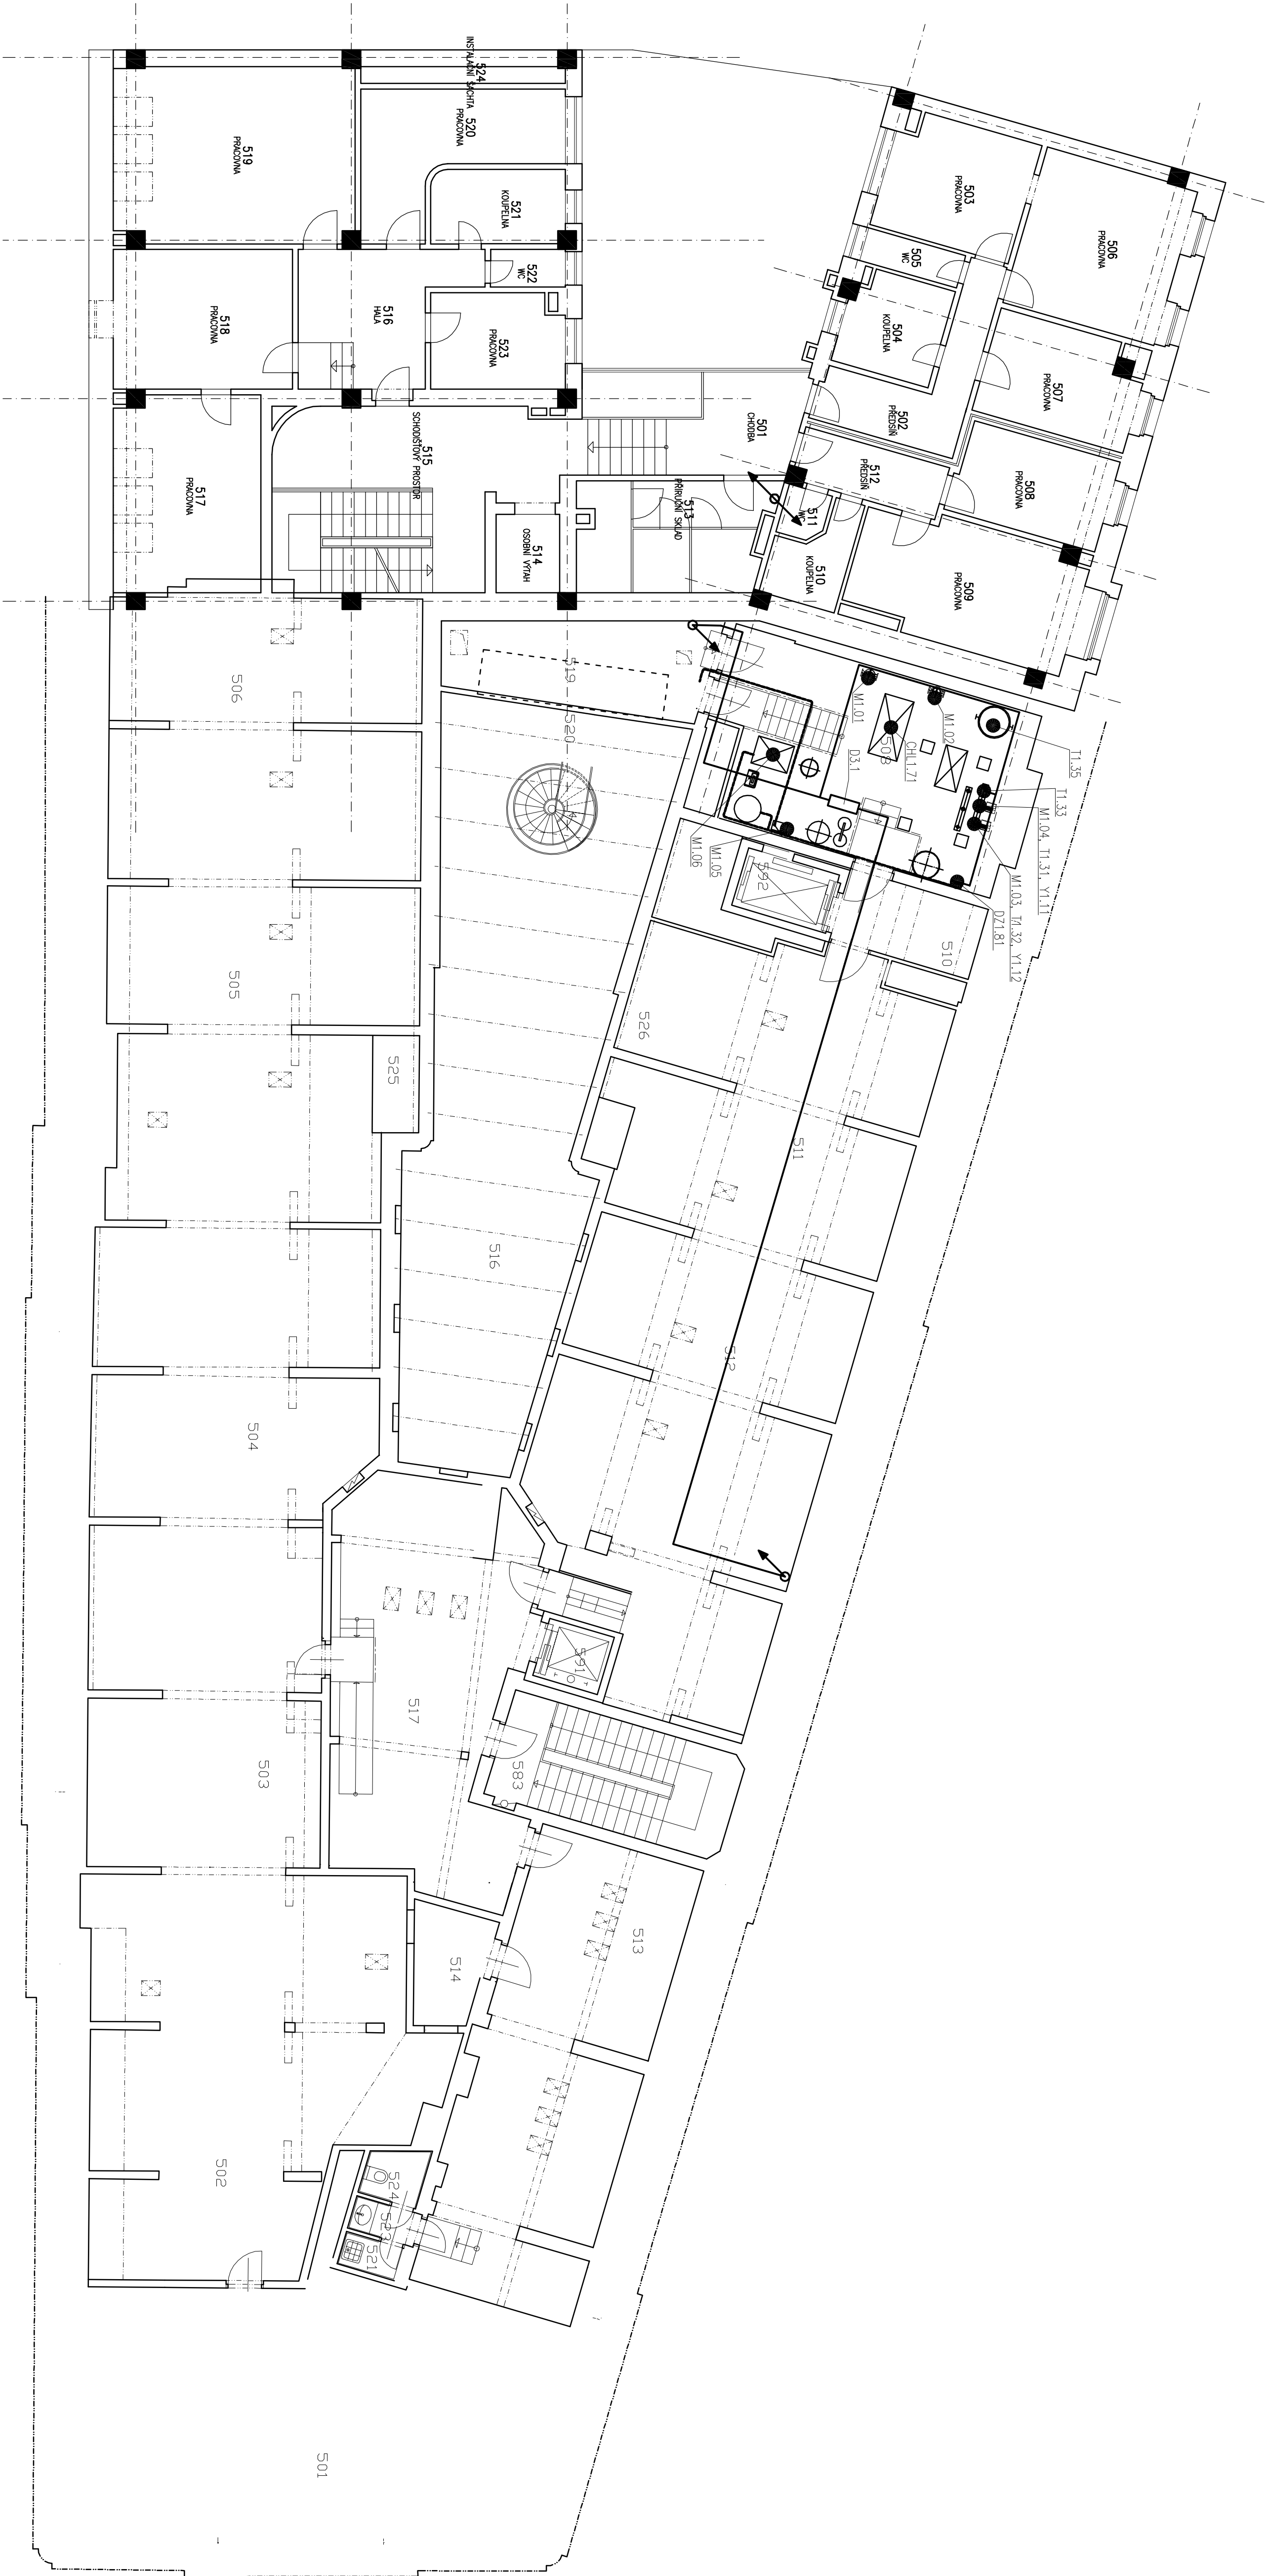 524
INSTALAČNÍ ŠACHTA
520
PRACOVNA
519
PRACOVNA
521
KOUPELNA
522
WC
516
HALA
518
PRACOVNA
523
PRACOVNA
515
SCHODIŠŤOVÝ PROSTOR
517
PRACOVNA
514
OSOBNÍ VÝTAH
513
PŘÍRUČNÍ SKLAD
501
CHODBA
503
PRACOVNA
506
PRACOVNA
505
WC
504
KOUPELNA
507
PRACOVNA
502
PŘEDSÍŇ
508
PRACOVNA
512
PŘEDSÍŇ
511
WC
510
KOUPELNA
509
PRACOVNA
M1.01
M1.02
CHL1.71
508
D3.1
T1.35
T1.33
M1.04, T1.31, Y1.11
M1.03, T1.32, Y1.12
DZ1.81
M1.05
M1.06
592
510
506
519
520
505
525
526
511
516
512
504
591
517
583
503
513
514
502
524
523
521
501